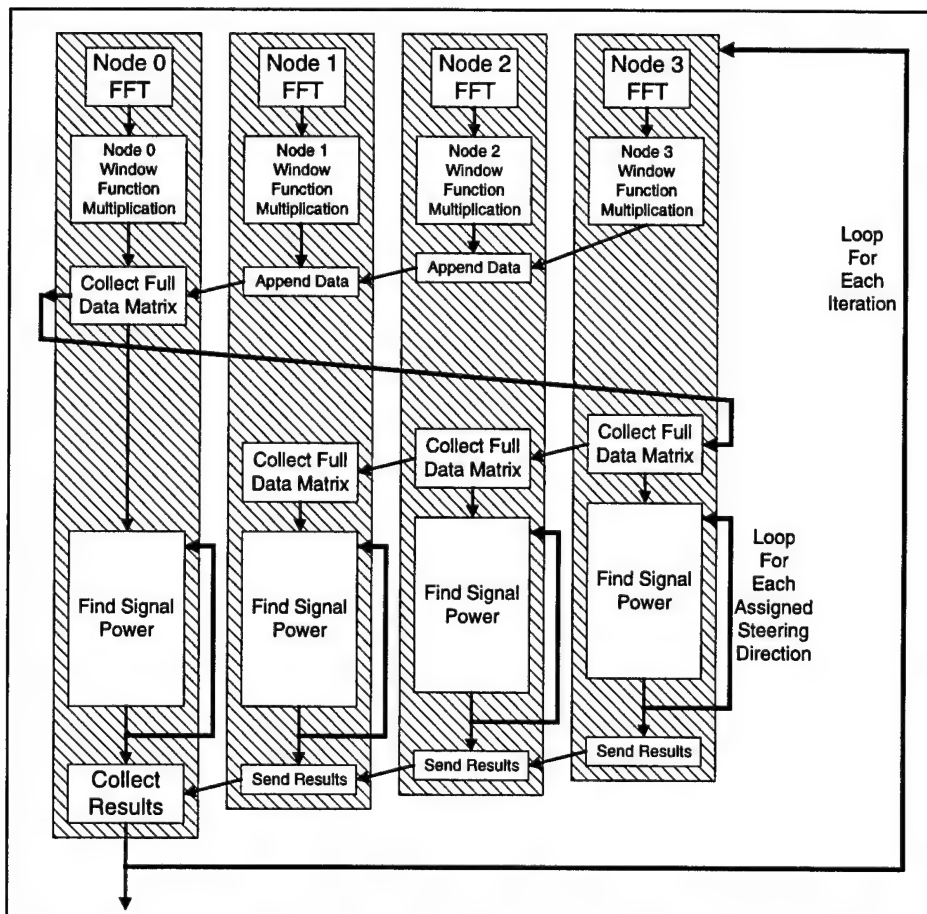 Node 0
FFT
Node 1
FFT
Node 2
FFT
Node 3
FFT
Node 0
Window
Function
Multiplication
Node 1
Window
Function
Multiplication
Node 2
Window
Function
Multiplication
Node 3
Window
Function
Multiplication
Loop
For
Each
Iteration
Collect Full
Data Matrix
Append Data
Append Data
Collect Full
Data Matrix
Collect Full
Data Matrix
Collect Full
Data Matrix
Find Signal
Power
Find Signal
Power
Find Signal
Power
Find Signal
Power
Loop
For
Each
Assigned
Steering
Direction
Collect
Results
Send Results
Send Results
Send Results